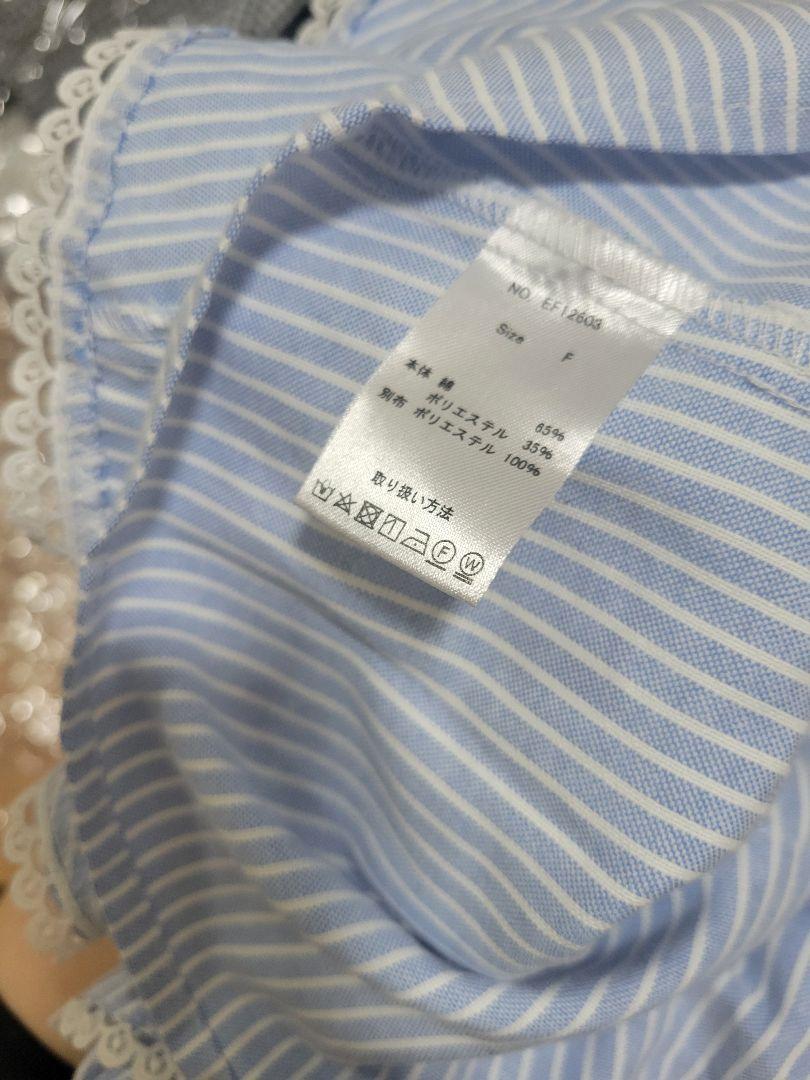 NO. EF12603
Size F
本体 綿 65%
ポリエステル 35%
別布 ポリエステル 100%
取り扱い方法
F W